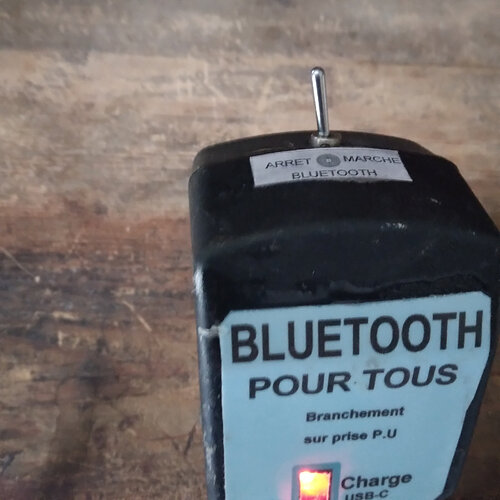 ARRET MARCHE
BLUETOOTH
BLUETOOTH
POUR TOUS
Branchement
sur prise P.U
Charge
USB-C